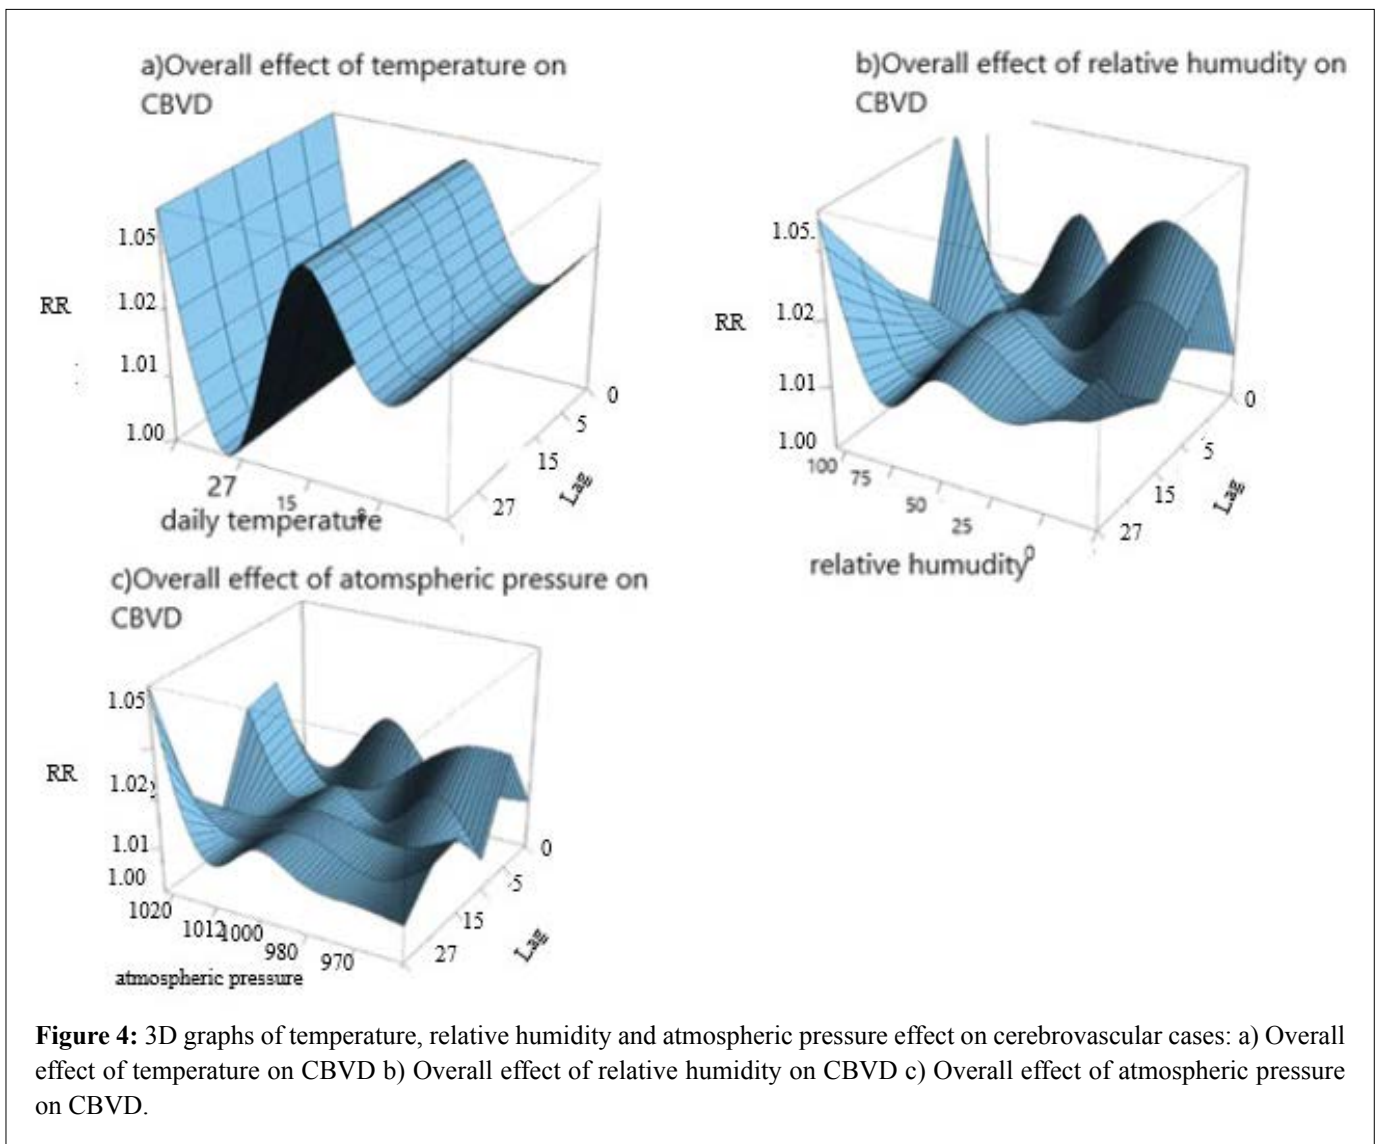 a)Overall effect of temperature on
CBVD
1.05
RR
1.02
1.01
1.00
27
15
8
daily temperature
0
5
15
27
Lag
b)Overall effect of relative humudity on
CBVD
1.05.
RR
1.02
1.01
1.00
100
75
50
25
0
relative humudity
0
5
15
27
Lag
c)Overall effect of atomspheric pressure on
CBVD
1.05
RR
1.02
1.01
1.00
1020
1012
1000
980
970
atmospheric pressure
0
5
15
27
Lag
Figure 4: 3D graphs of temperature, relative humidity and atmospheric pressure effect on cerebrovascular cases: a) Overall
effect of temperature on CBVD b) Overall effect of relative humidity on CBVD c) Overall effect of atmospheric pressure
on CBVD.